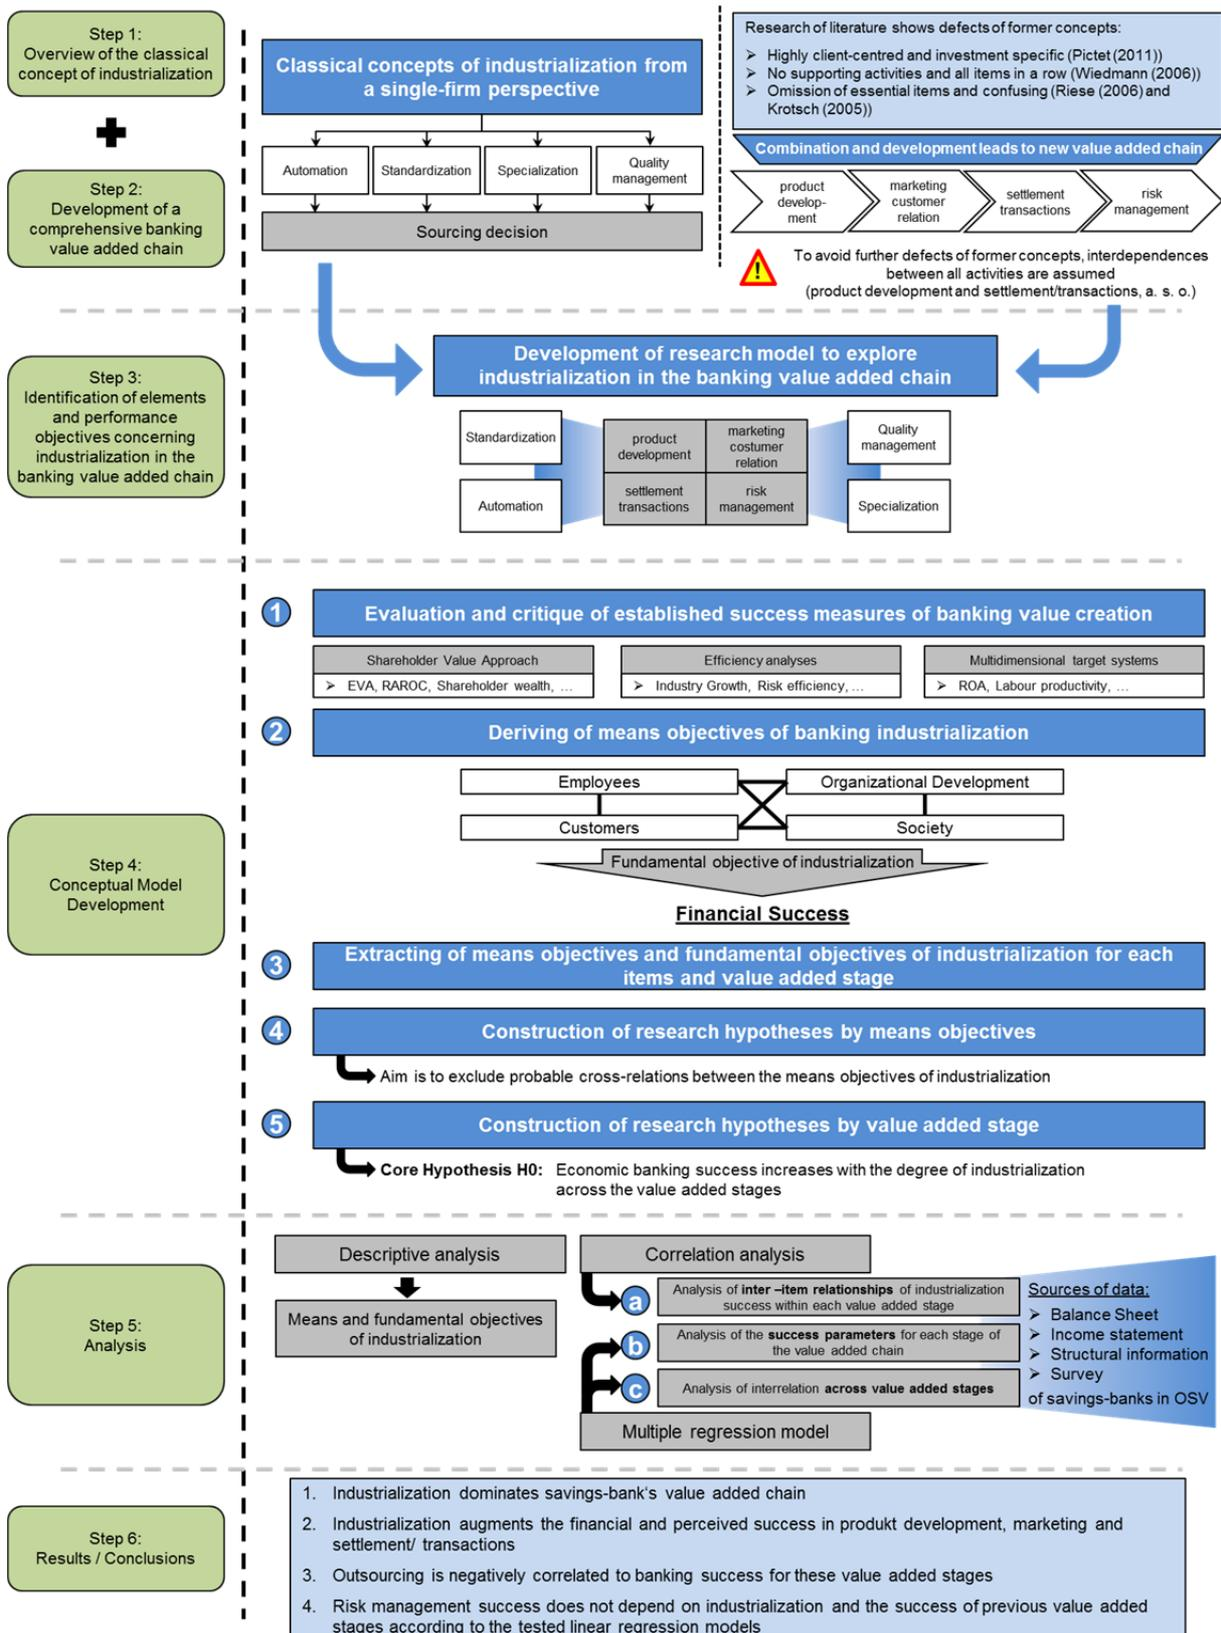 Step 1:
Overview of the classical
concept of industrialization
Step 2:
Development of a
comprehensive banking
value added chain
Classical concepts of industrialization from
a single-firm perspective
Automation
Standardization
Specialization
Quality
management
Sourcing decision
Research of literature shows defects of former concepts:
➢ Highly client-centred and investment specific (Pictet (2011))
➢ No supporting activities and all items in a row (Wiedmann (2006))
➢ Omission of essential items and confusing (Riese (2006) and
Krotsch (2005))
Combination and development leads to new value added chain
product
develop-
ment
marketing
customer
relation
settlement
transactions
risk
management
!
To avoid further defects of former concepts, interdependences
between all activities are assumed
(product development and settlement/transactions, a. s. o.)
Step 3:
Identification of elements
and performance
objectives concerning
industrialization in the
banking value added chain
Development of research model to explore
industrialization in the banking value added chain
Standardization
Automation
product
development
marketing
costumer
relation
settlement
transactions
risk
management
Quality
management
Specialization
Step 4:
Conceptual Model
Development
1
Evaluation and critique of established success measures of banking value creation
Shareholder Value Approach
➢ EVA, RAROC, Shareholder wealth, ...
Efficiency analyses
➢ Industry Growth, Risk efficiency, ...
Multidimensional target systems
➢ ROA, Labour productivity, ...
2
Deriving of means objectives of banking industrialization
Employees
Organizational Development
Customers
Society
Fundamental objective of industrialization
Financial Success
3
Extracting of means objectives and fundamental objectives of industrialization for each
items and value added stage
4
Construction of research hypotheses by means objectives
Aim is to exclude probable cross-relations between the means objectives of industrialization
5
Construction of research hypotheses by value added stage
Core Hypothesis H0: Economic banking success increases with the degree of industrialization
across the value added stages
Step 5:
Analysis
Descriptive analysis
Means and fundamental objectives
of industrialization
Correlation analysis
a
Analysis of inter –item relationships of industrialization
success within each value added stage
b
Analysis of the success parameters for each stage of
the value added chain
c
Analysis of interrelation across value added stages
Multiple regression model
Sources of data:
➢ Balance Sheet
➢ Income statement
➢ Structural information
➢ Survey
of savings-banks in OSV
Step 6:
Results / Conclusions
1. Industrialization dominates savings-bank‘s value added chain
2. Industrialization augments the financial and perceived success in produkt development, marketing and
settlement/ transactions
3. Outsourcing is negatively correlated to banking success for these value added stages
4. Risk management success does not depend on industrialization and the success of previous value added
stages according to the tested linear regression models